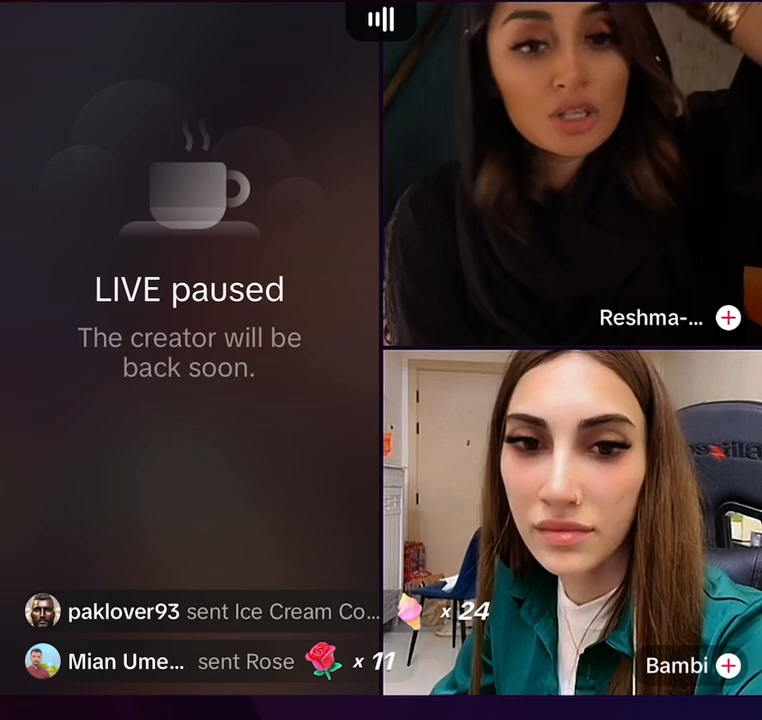 LIVE paused
The creator will be
back soon.
Reshma-...
paklover93 sent Ice Cream Co... x 24
Mian Ume... sent Rose x 11
Bambi